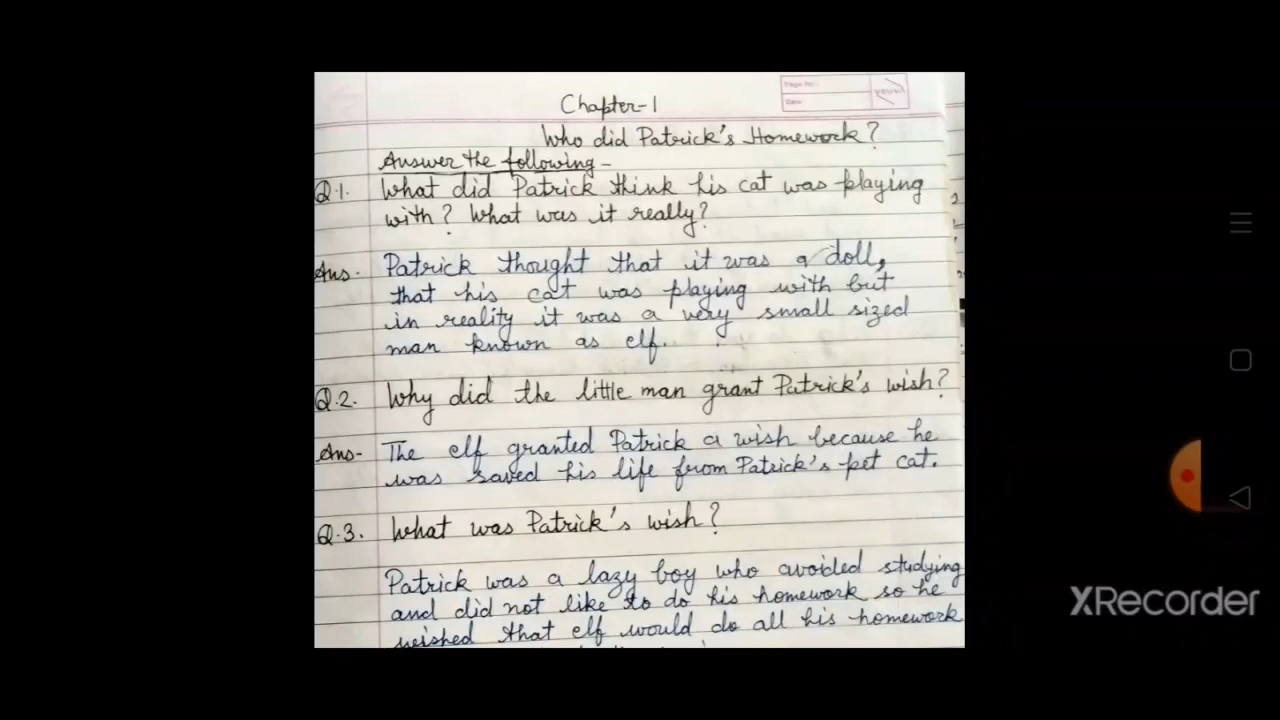 Page No.:
Date:
YOUVA
Chapter-1
Who did Patrick's Homework?
Answer the following -
Q.1. What did Patrick think his cat was playing
with? What was it really?
Ans. Patrick thought that it was a doll,
that his cat was playing with but
in reality it was a very small sized
man known as elf.
Q.2. Why did the little man grant Patrick's wish?
Ans- The elf granted Patrick a wish because he
was saved his life from Patrick's pet cat.
Q.3. What was Patrick's wish?
Patrick was a lazy boy who avoided studying
and did not like to do his homework so he
wished that elf would do all his homework
XRecorder